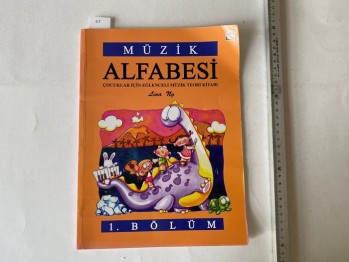 MÜZİK
ALFABESİ
ÇOCUKLAR İÇİN EĞLENCELİ MÜZİK TEORİ KİTABI
Lina Ng
1. BÖLÜM